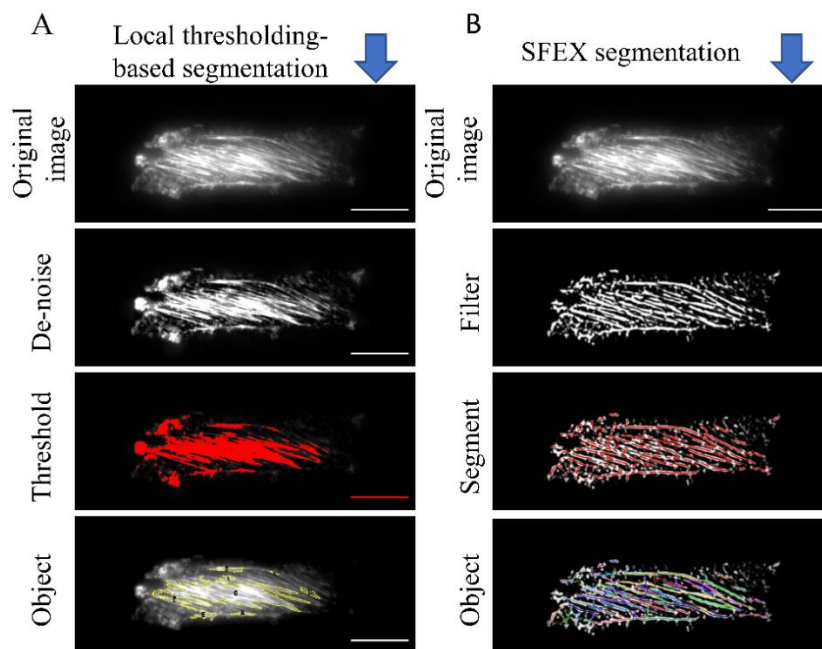 A
Local thresholding-
based segmentation
Original
image
De-noise
Threshold
Object
B
SFEX segmentation
Original
image
Filter
Segment
Object